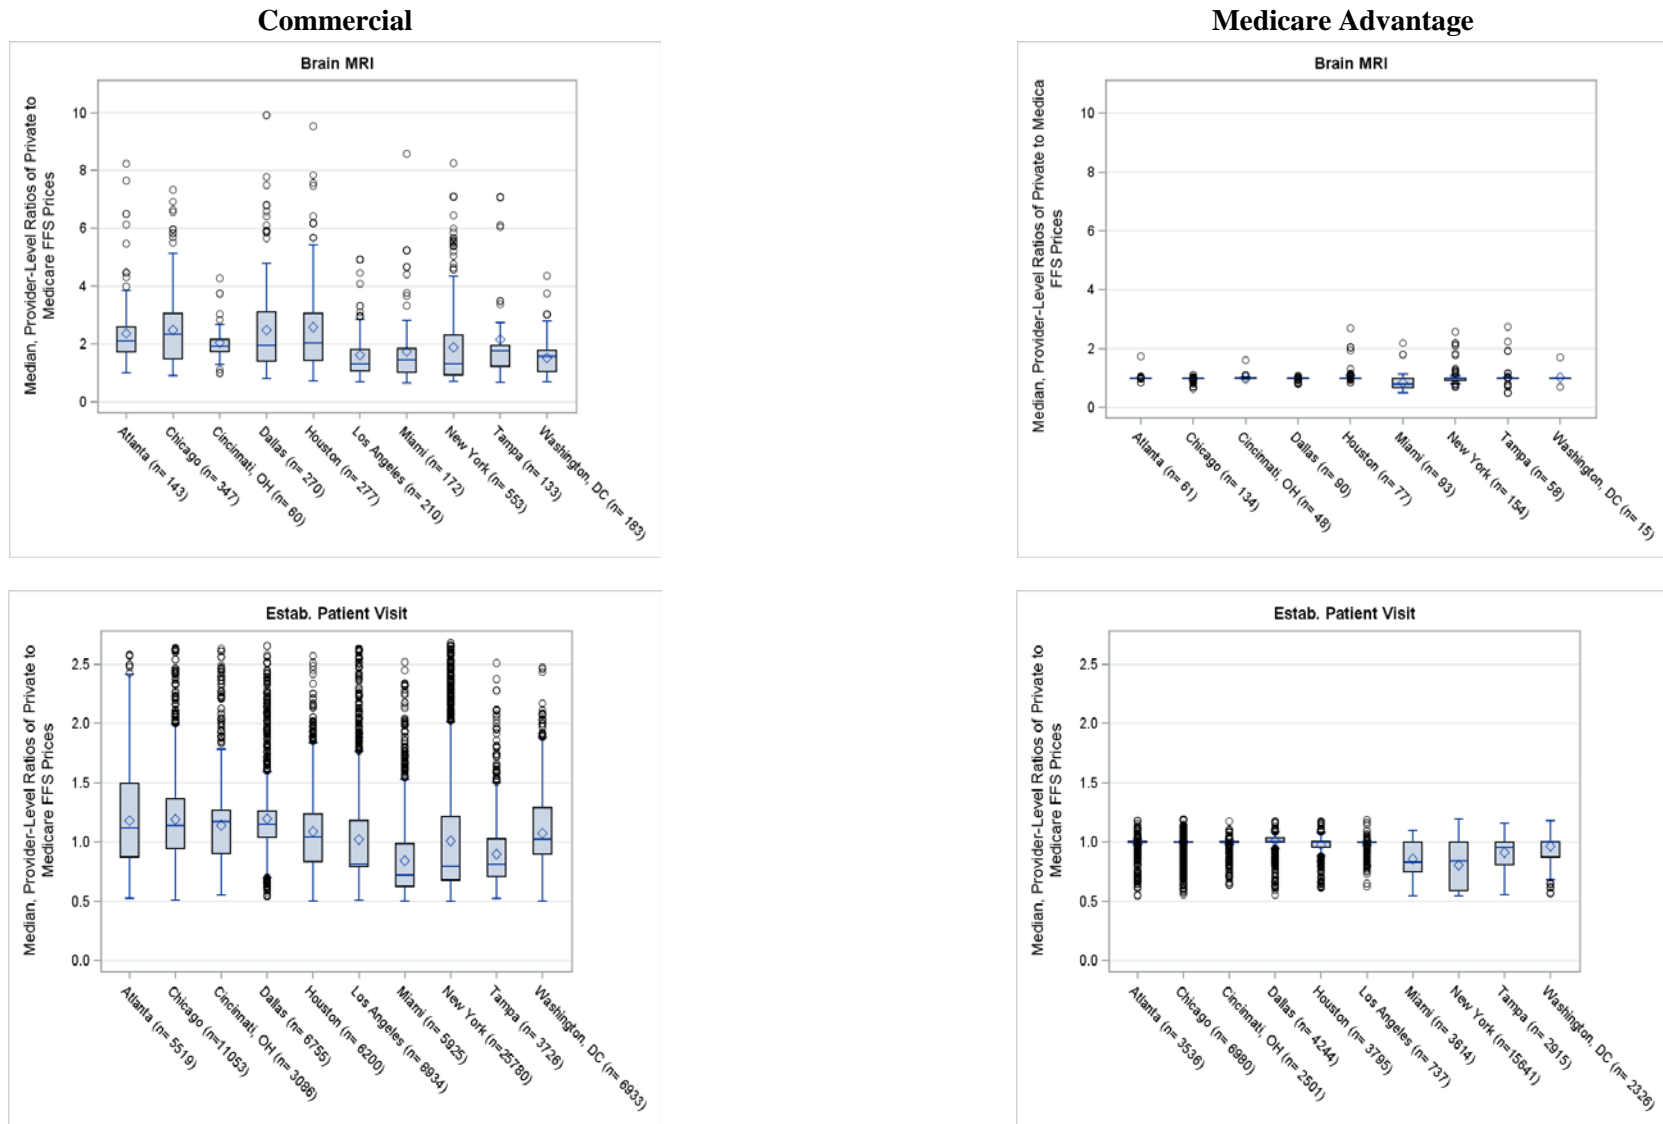 Commercial
Medicare Advantage
Brain MRI
Median, Provider-Level Ratios of Private to
Medicare FFS Prices
10
8
6
4
2
0
Atlanta (n= 143)
Chicago (n= 347)
Cincinnati, OH (n= 60)
Dallas (n= 270)
Houston (n= 277)
Los Angeles (n= 210)
Miami (n= 172)
New York (n= 553)
Tampa (n= 133)
Washington, DC (n= 183)
Brain MRI
Median, Provider-Level Ratios of Private to Medica
FFS Prices
10
8
6
4
2
0
Atlanta (n= 61)
Chicago (n= 134)
Cincinnati, OH (n= 48)
Dallas (n= 90)
Houston (n= 77)
Miami (n= 93)
New York (n= 154)
Tampa (n= 58)
Washington, DC (n= 15)
Estab. Patient Visit
Median, Provider-Level Ratios of Private to
Medicare FFS Prices
2.5
2.0
1.5
1.0
0.5
0.0
Atlanta (n= 5519)
Chicago (n=11053)
Cincinnati, OH (n= 3086)
Dallas (n= 6755)
Houston (n= 6200)
Los Angeles (n= 6934)
Miami (n= 5925)
New York (n=25780)
Tampa (n= 3726)
Washington, DC (n= 6933)
Estab. Patient Visit
Median, Provider-Level Ratios of Private to
Medicare FFS Prices
2.5
2.0
1.5
1.0
0.5
0.0
Atlanta (n= 3536)
Chicago (n= 6980)
Cincinnati, OH (n= 2501)
Dallas (n= 4244)
Houston (n= 3795)
Los Angeles (n= 737)
Miami (n= 3614)
New York (n=15641)
Tampa (n= 2915)
Washington, DC (n= 2326)